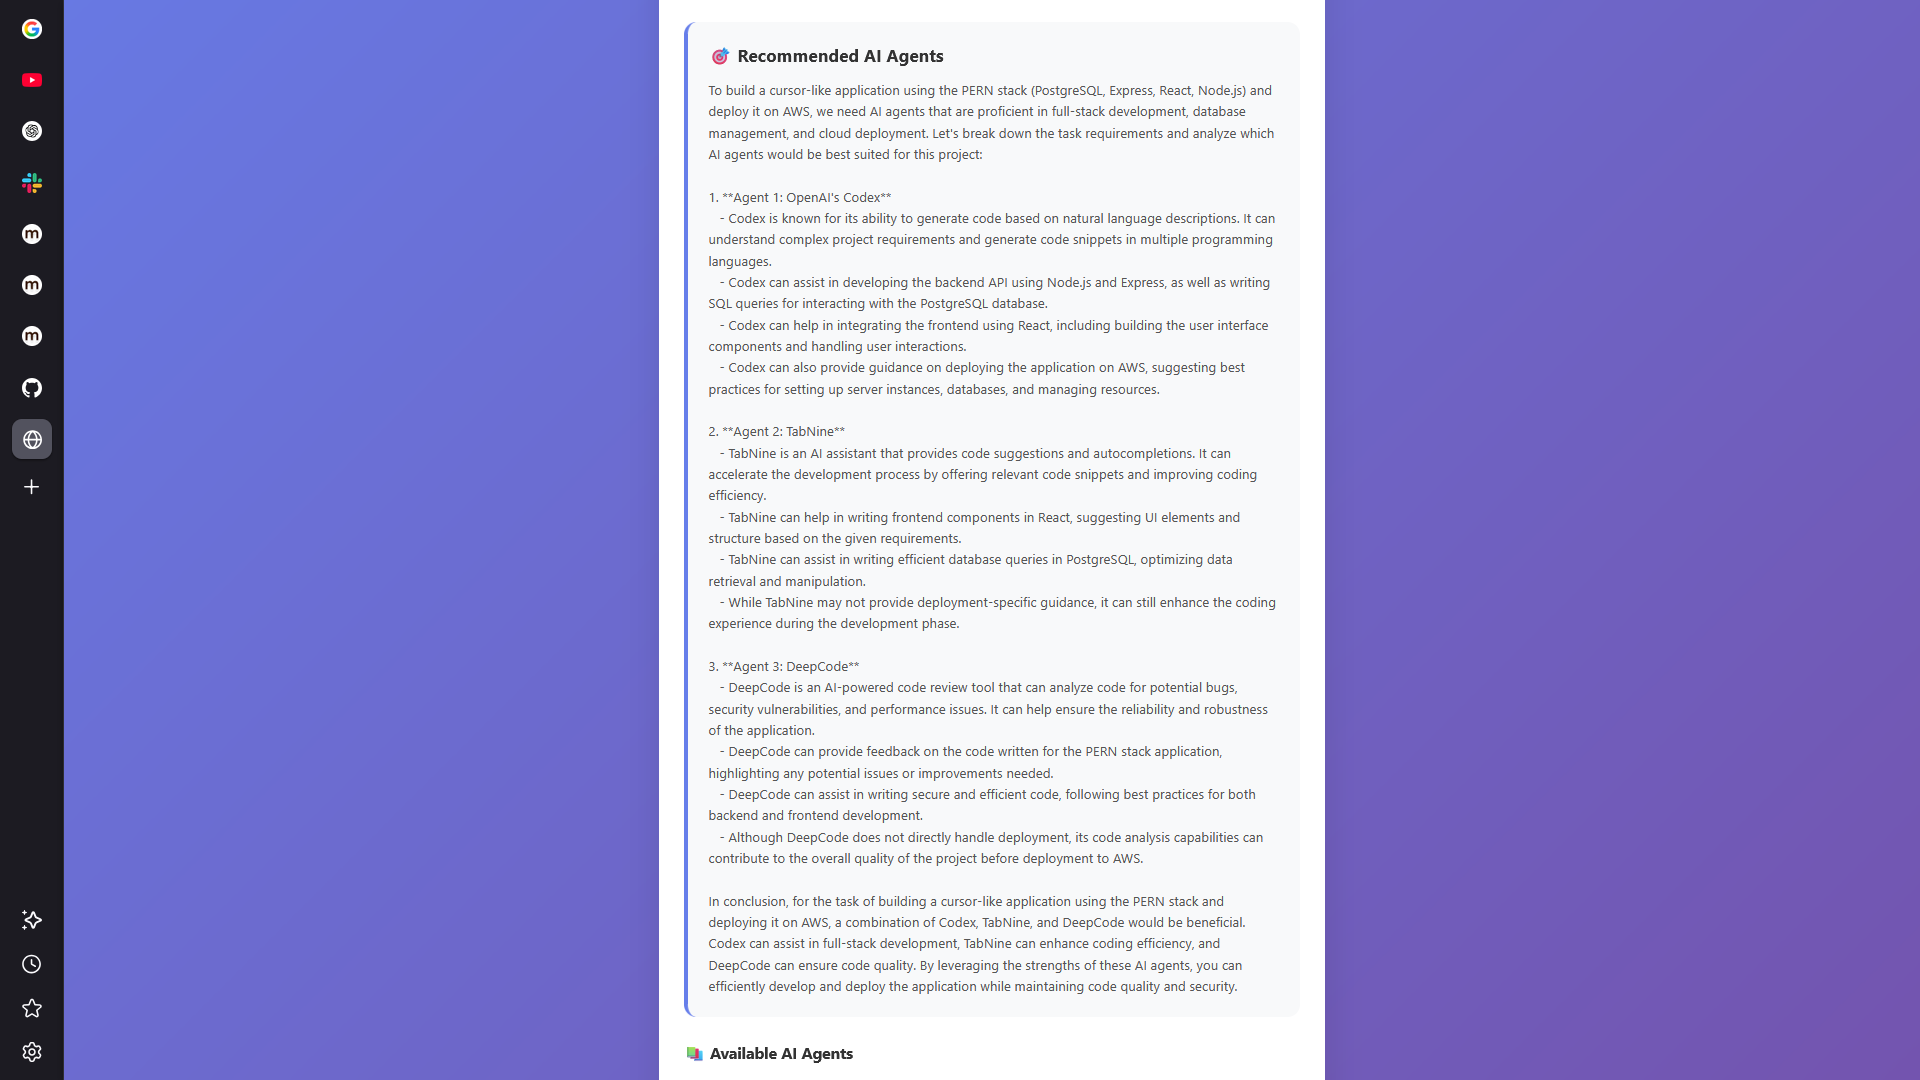 Recommended AI Agents
To build a cursor-like application using the PERN stack (PostgreSQL, Express, React, Node.js) and
deploy it on AWS, we need AI agents that are proficient in full-stack development, database
management, and cloud deployment. Let's break down the task requirements and analyze which
AI agents would be best suited for this project:
1. **Agent 1: OpenAI's Codex**
- Codex is known for its ability to generate code based on natural language descriptions. It can
understand complex project requirements and generate code snippets in multiple programming
languages.
- Codex can assist in developing the backend API using Node.js and Express, as well as writing
SQL queries for interacting with the PostgreSQL database.
- Codex can help in integrating the frontend using React, including building the user interface
components and handling user interactions.
- Codex can also provide guidance on deploying the application on AWS, suggesting best
practices for setting up server instances, databases, and managing resources.
2. **Agent 2: TabNine**
- TabNine is an AI assistant that provides code suggestions and autocompletions. It can
accelerate the development process by offering relevant code snippets and improving coding
efficiency.
- TabNine can help in writing frontend components in React, suggesting UI elements and
structure based on the given requirements.
- TabNine can assist in writing efficient database queries in PostgreSQL, optimizing data
retrieval and manipulation.
- While TabNine may not provide deployment-specific guidance, it can still enhance the coding
experience during the development phase.
3. **Agent 3: DeepCode**
- DeepCode is an AI-powered code review tool that can analyze code for potential bugs,
security vulnerabilities, and performance issues. It can help ensure the reliability and robustness
of the application.
- DeepCode can provide feedback on the code written for the PERN stack application,
highlighting any potential issues or improvements needed.
- DeepCode can assist in writing secure and efficient code, following best practices for both
backend and frontend development.
- Although DeepCode does not directly handle deployment, its code analysis capabilities can
contribute to the overall quality of the project before deployment to AWS.
In conclusion, for the task of building a cursor-like application using the PERN stack and
deploying it on AWS, a combination of Codex, TabNine, and DeepCode would be beneficial.
Codex can assist in full-stack development, TabNine can enhance coding efficiency, and
DeepCode can ensure code quality. By leveraging the strengths of these AI agents, you can
efficiently develop and deploy the application while maintaining code quality and security.
Available AI Agents